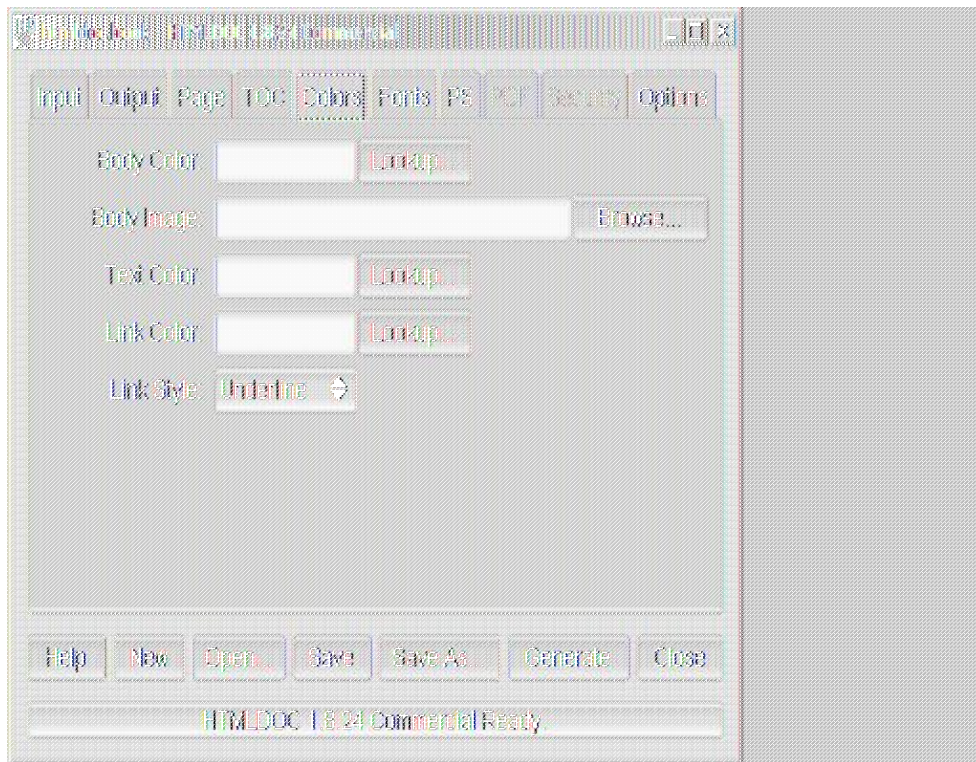 HTMLDOC 1.8.24 Commercial
Input Output Page TOC Colors Fonts PS PDF Security Options
Body Color: Lookup...
Body Image: Browse...
Text Color: Lookup...
Link Color: Lookup...
Link Style: Underline
Help New Open... Save Save As... Generate Close
HTMLDOC 1.8.24 Commercial Ready.